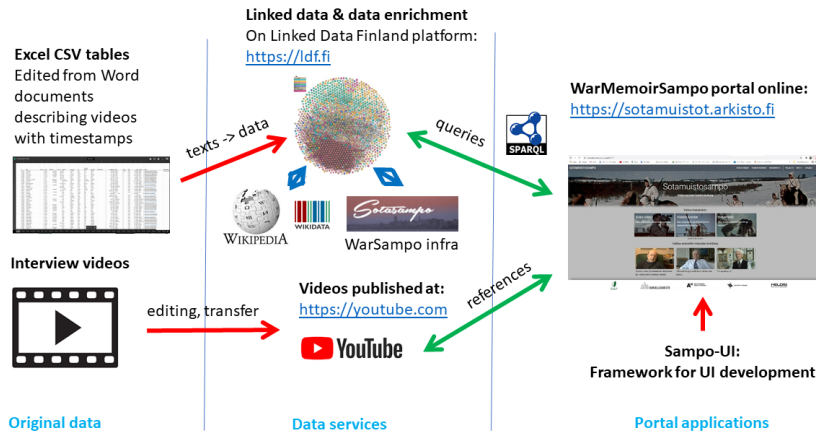 Excel CSV tables
Edited from Word
documents
describing videos
with timestamps
Interview videos
Original data
Linked data & data enrichment
On Linked Data Finland platform:
https://ldf.fi
texts -> data
WIKIPEDIA
WIKIDATA
Sotasampo
WarSampo infra
editing, transfer
Videos published at:
https://youtube.com
YouTube
Data services
queries
SPARQL
references
WarMemoirSampo portal online:
https://sotamuistot.arkisto.fi
Sotamuistosampo
Sampo-UI:
Framework for UI development
Portal applications